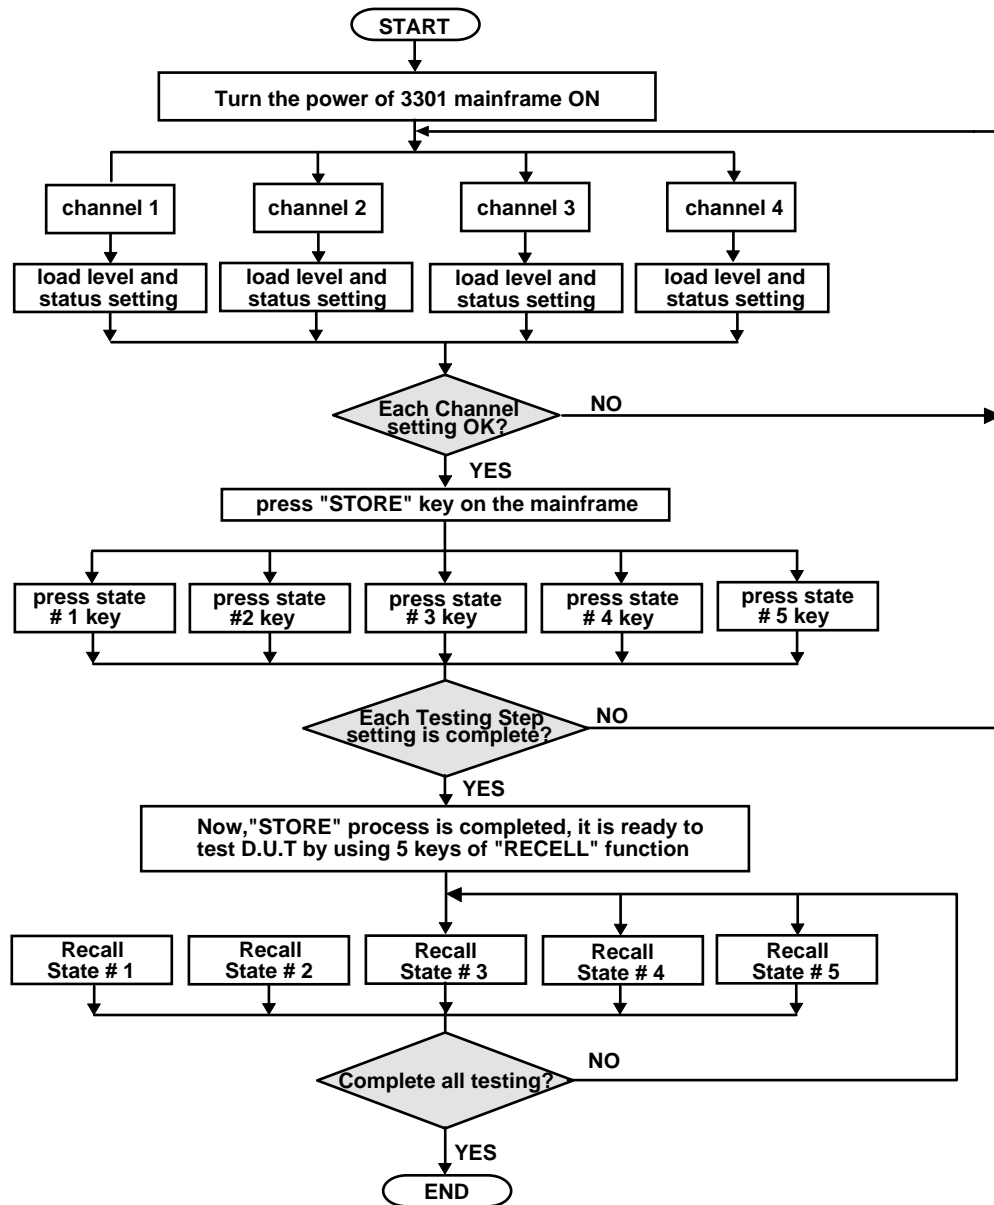 START
Turn the power of 3301 mainframe ON
channel 1
channel 2
channel 3
channel 4
load level and
status setting
load level and
status setting
load level and
status setting
load level and
status setting
Each Channel
setting OK?
NO
YES
press "STORE" key on the mainframe
press state
# 1 key
press state
#2 key
press state
# 3 key
press state
# 4 key
press state
# 5 key
Each Testing Step
setting is complete?
NO
YES
Now,"STORE" process is completed, it is ready to
test D.U.T by using 5 keys of "RECELL" function
Recall
State # 1
Recall
State # 2
Recall
State # 3
Recall
State # 4
Recall
State # 5
Complete all testing?
NO
YES
END